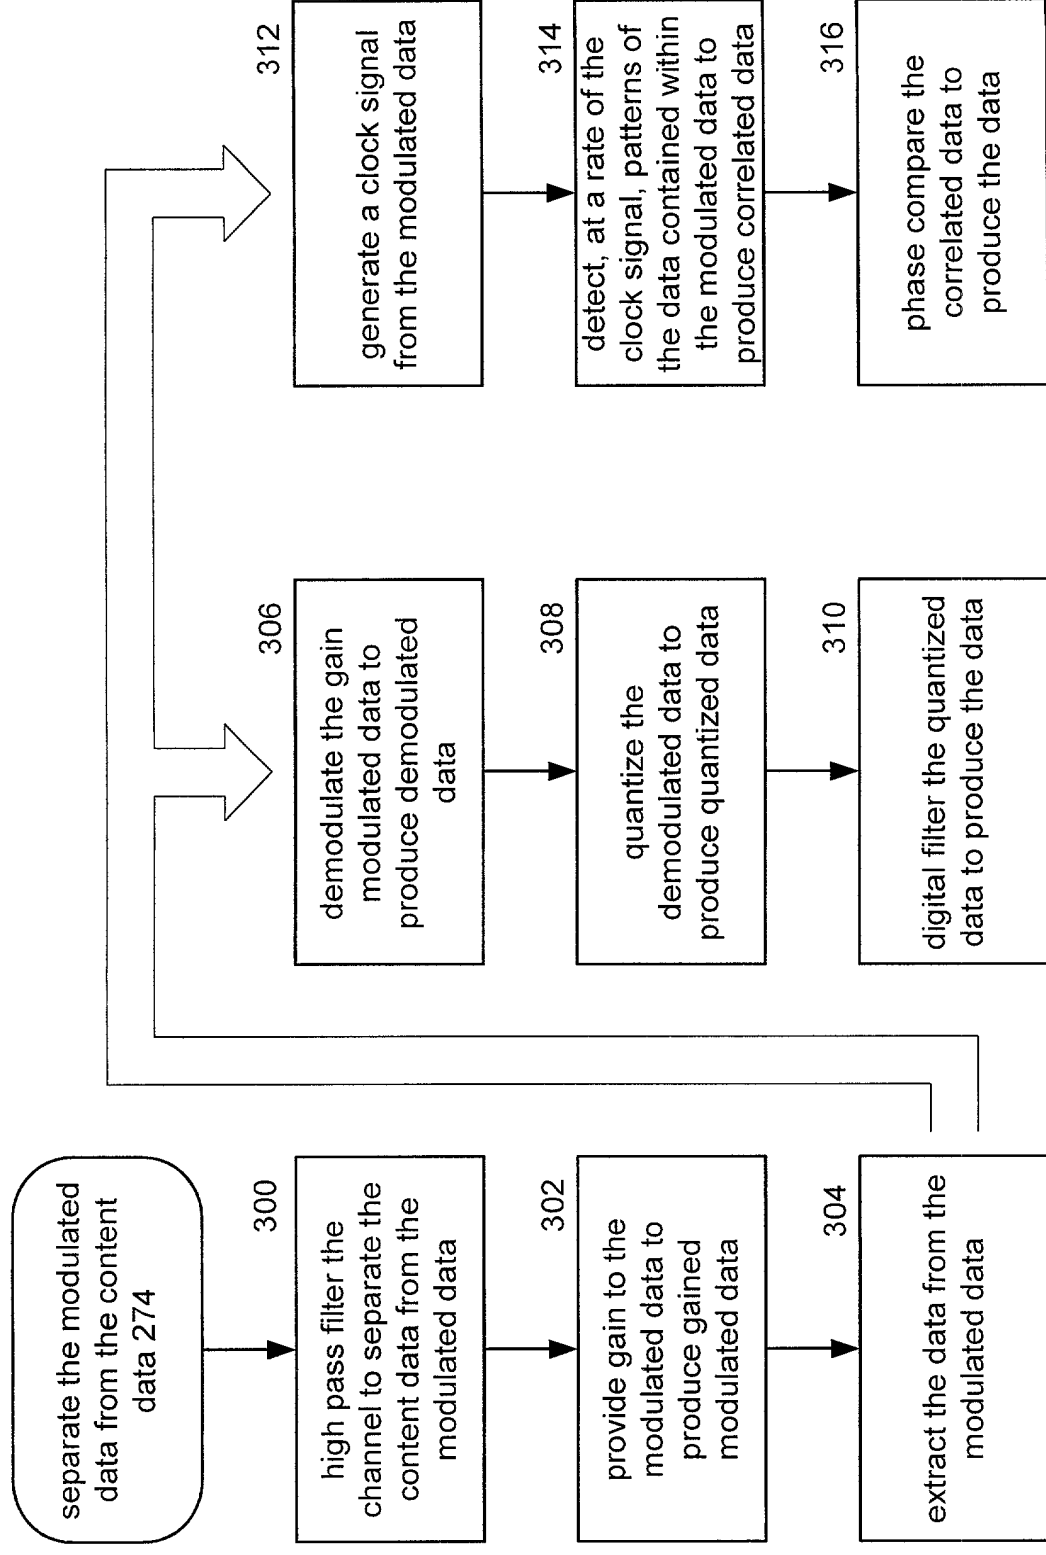 separate the modulated
data from the content
data 274
300
high pass filter the
channel to separate the
content data from the
modulated data
302
provide gain to the
modulated data to
produce gained
modulated data
304
extract the data from the
modulated data
306
demodulate the gain
modulated data to
produce demodulated
data
308
quantize the
demodulated data to
produce quantized data
310
digital filter the quantized
data to produce the data
312
generate a clock signal
from the modulated data
314
detect, at a rate of the
clock signal, patterns of
the data contained within
the modulated data to
produce correlated data
316
phase compare the
correlated data to
produce the data